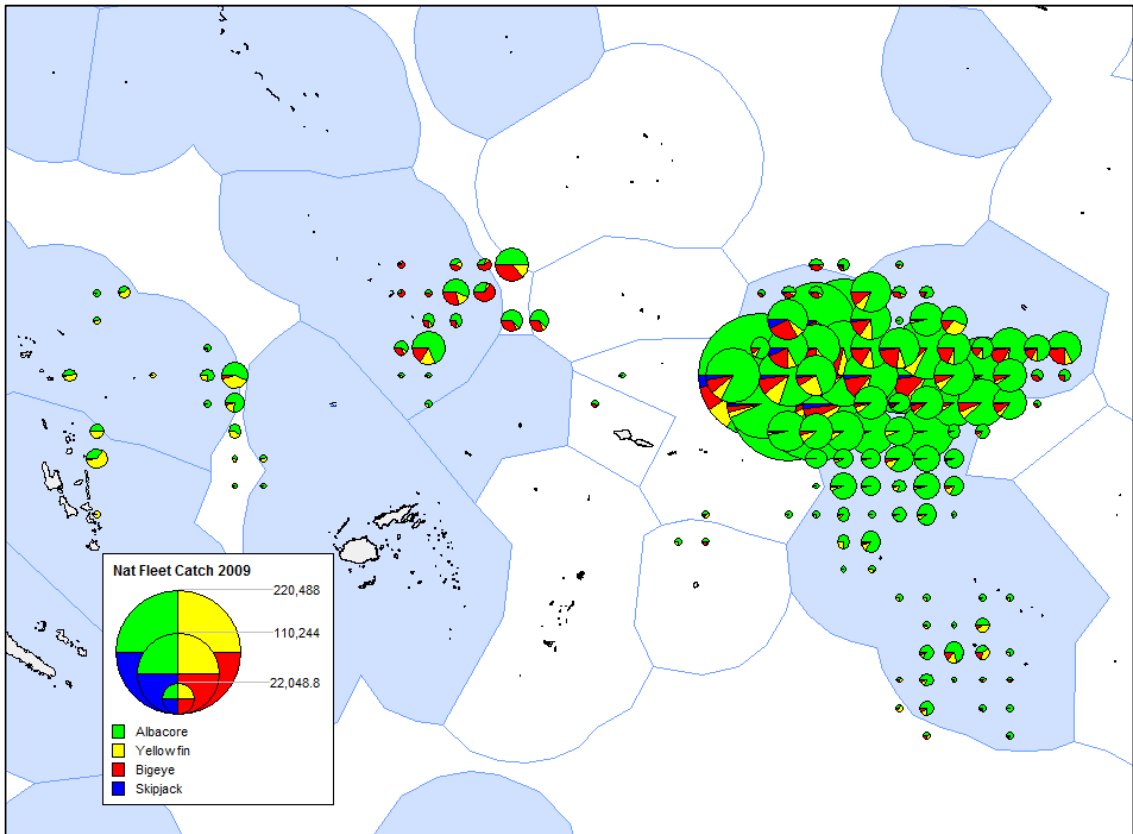 Nat Fleet Catch 2009
220,488
110,244
22,048.8
Albacore
Yellowfin
Bigeye
Skipjack